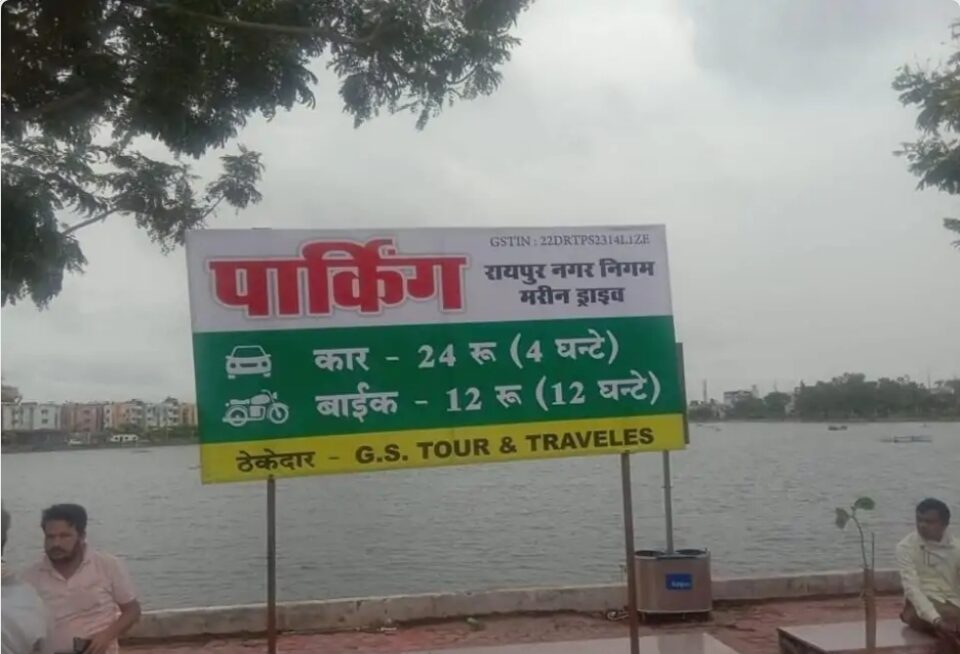 GSTIN : 22DRTPS2314L1ZE
पार्किंग
रायपुर नगर निगम
मरीन ड्राइव
कार - 24 रू (4 घन्टे)
बाईक - 12 रू (12 घन्टे)
ठेकेदार - G.S. TOUR & TRAVELES